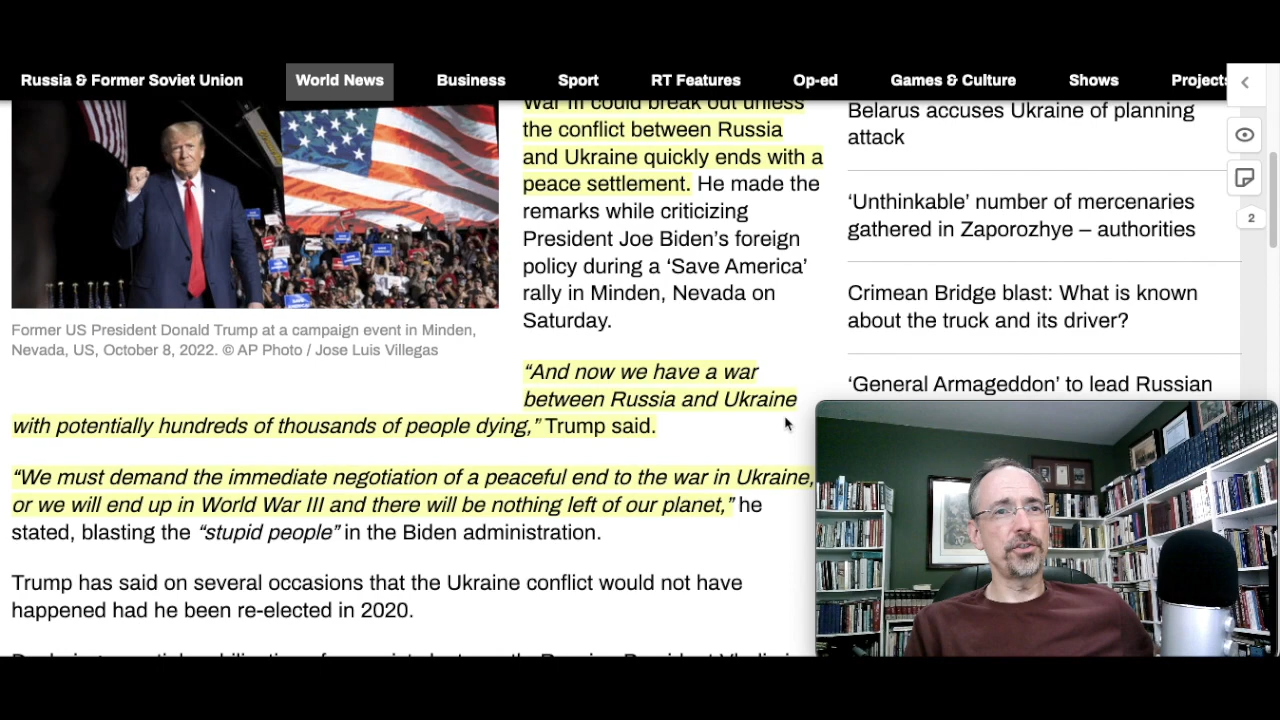 Russia & Former Soviet Union World News Business Sport RT Features Op-ed Games & Culture Shows Projects
War III could break out unless
the conflict between Russia
and Ukraine quickly ends with a
peace settlement. He made the
remarks while criticizing
President Joe Biden’s foreign
policy during a ‘Save America’
rally in Minden, Nevada on
Saturday.
Former US President Donald Trump at a campaign event in Minden,
Nevada, US, October 8, 2022. © AP Photo / Jose Luis Villegas
“And now we have a war
between Russia and Ukraine
with potentially hundreds of thousands of people dying,” Trump said.
“We must demand the immediate negotiation of a peaceful end to the war in Ukraine,
or we will end up in World War III and there will be nothing left of our planet,” he
stated, blasting the “stupid people” in the Biden administration.
Trump has said on several occasions that the Ukraine conflict would not have
happened had he been re-elected in 2020.
Belarus accuses Ukraine of planning
attack
‘Unthinkable’ number of mercenaries
gathered in Zaporozhye – authorities
Crimean Bridge blast: What is known
about the truck and its driver?
‘General Armageddon’ to lead Russian
2